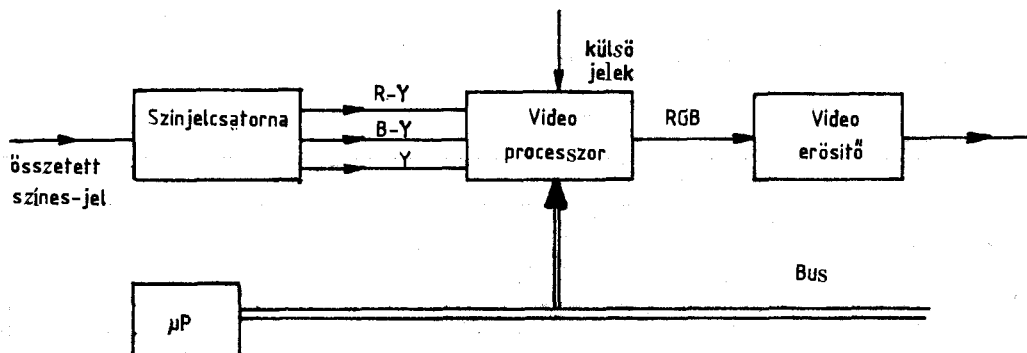 külsö
jelek
Szinjelcsatorna
R-Y
B-Y
Y
Video
processzor
RGB
Video
erösitő
összetett
színes-jel
Bus
µP